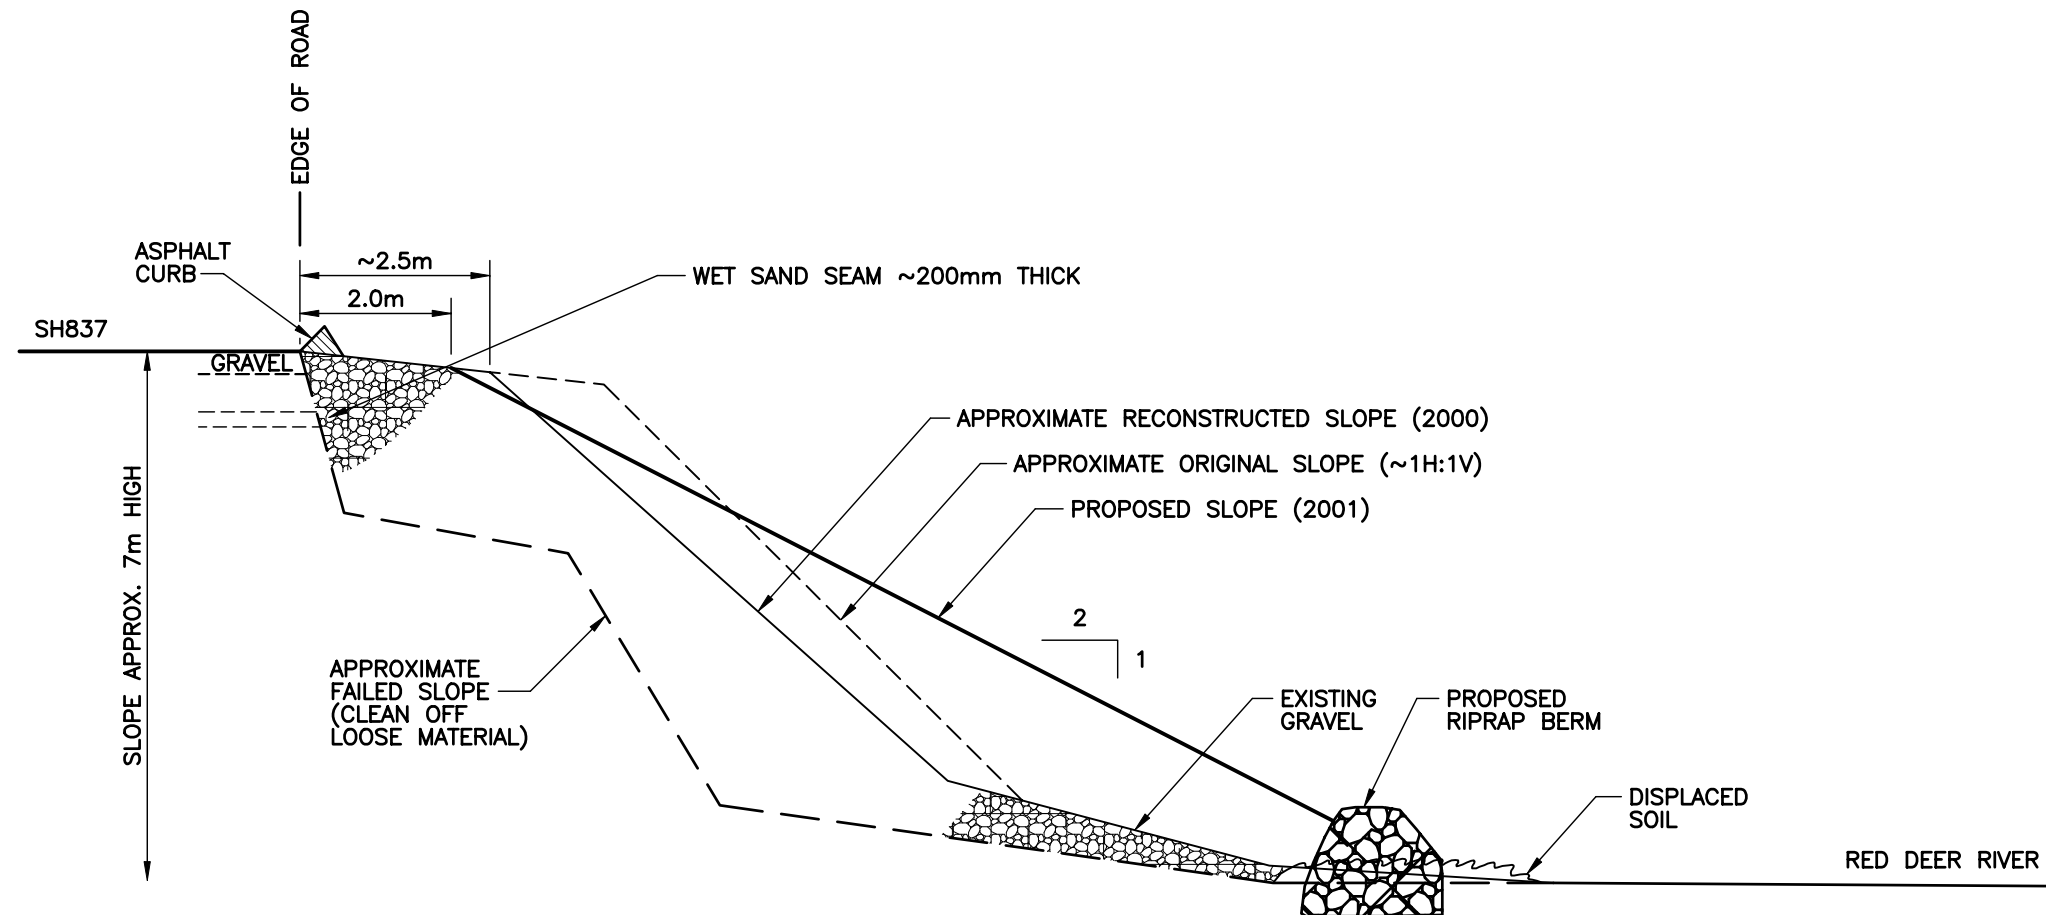 EDGE OF ROAD
ASPHALT
CURB
~2.5m
2.0m
WET SAND SEAM ~200mm THICK
SH837
GRAVEL
SLOPE APPROX. 7m HIGH
APPROXIMATE RECONSTRUCTED SLOPE (2000)
APPROXIMATE ORIGINAL SLOPE (~1H:1V)
PROPOSED SLOPE (2001)
2
1
APPROXIMATE
FAILED SLOPE
(CLEAN OFF
LOOSE MATERIAL)
EXISTING
GRAVEL
PROPOSED
RIPRAP BERM
DISPLACED
SOIL
RED DEER RIVER